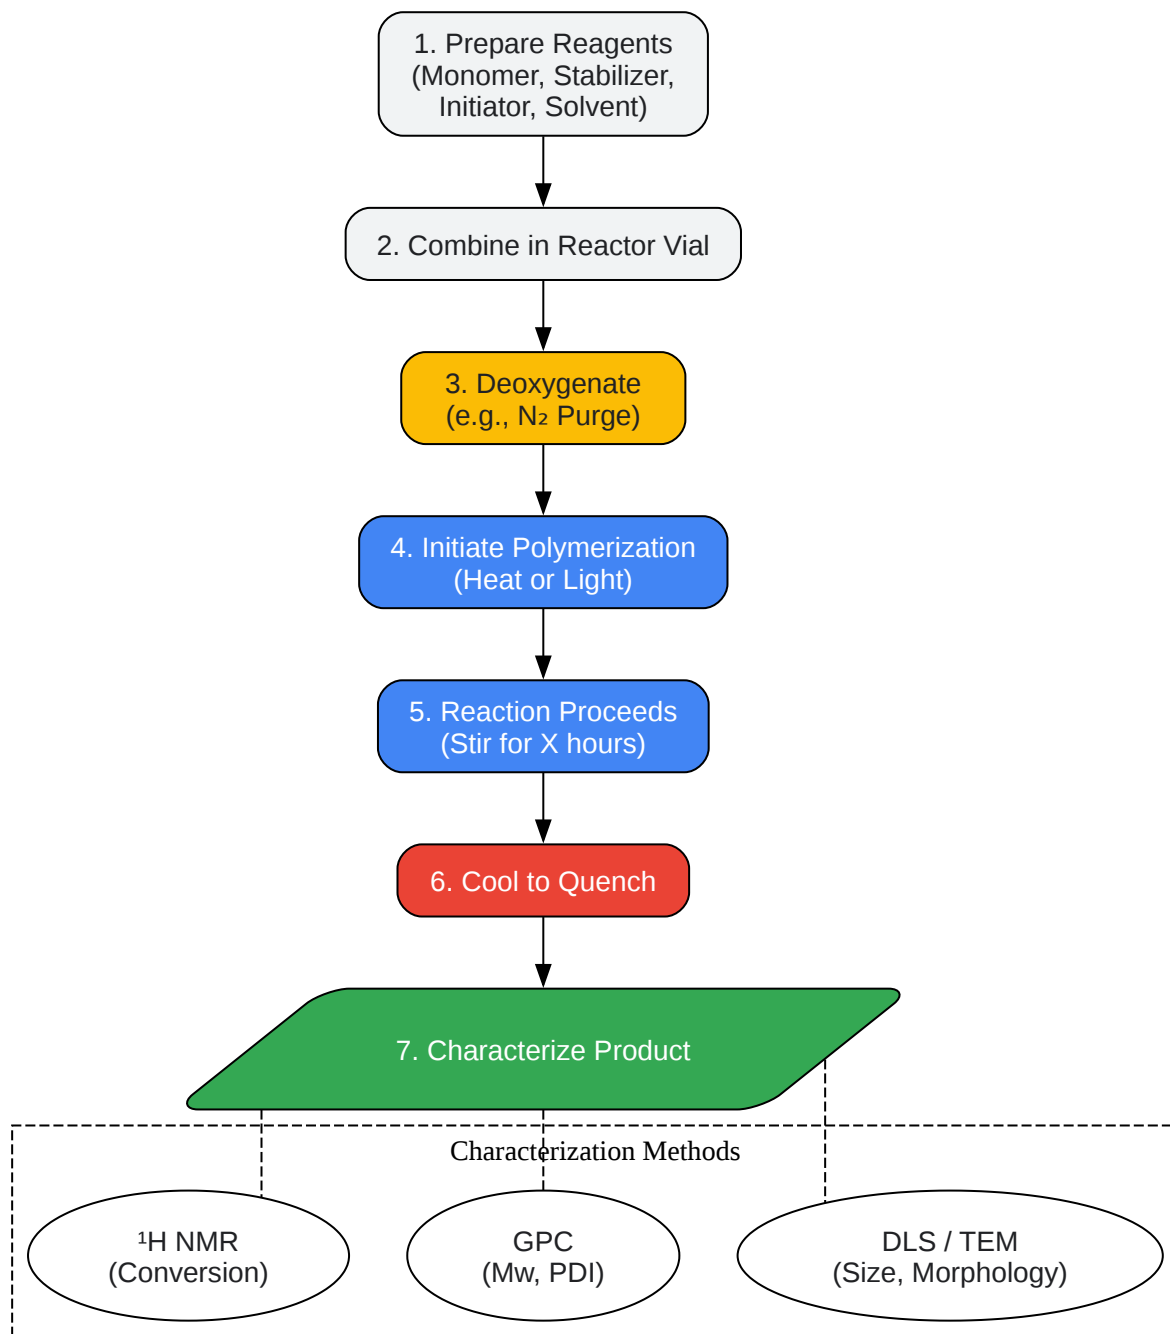 1. Prepare Reagents
(Monomer, Stabilizer,
Initiator, Solvent)
2. Combine in Reactor Vial
3. Deoxygenate
(e.g., N₂ Purge)
4. Initiate Polymerization
(Heat or Light)
5. Reaction Proceeds
(Stir for X hours)
6. Cool to Quench
7. Characterize Product
Characterization Methods
¹H NMR
(Conversion)
GPC
(Mw, PDI)
DLS / TEM
(Size, Morphology)